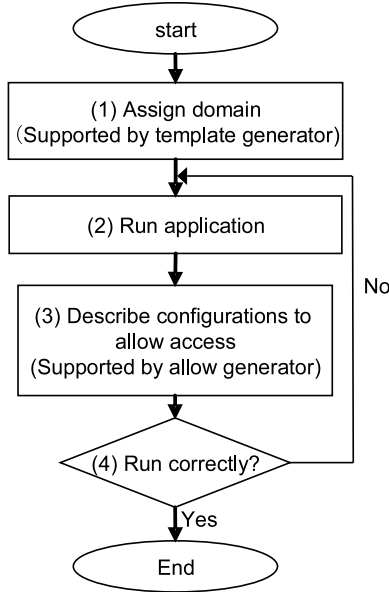 start
(1) Assign domain
(Supported by template generator)
(2) Run application
No
(3) Describe configurations to
allow access
(Supported by allow generator)
(4) Run correctly?
Yes
End